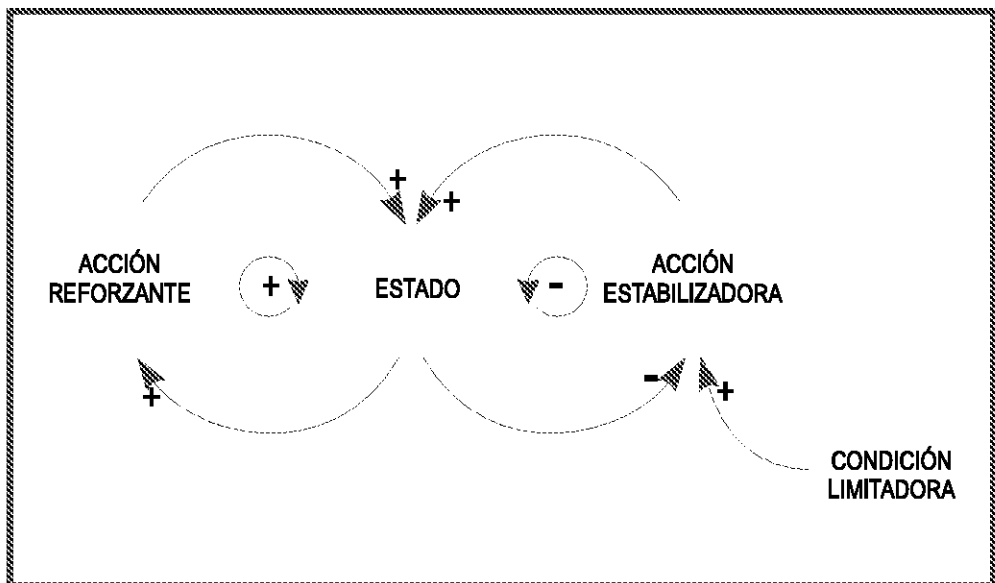 +
+
ACCIÓN
REFORZANTE
+
ESTADO
-
ACCIÓN
ESTABILIZADORA
+
-
+
CONDICIÓN
LIMITADORA